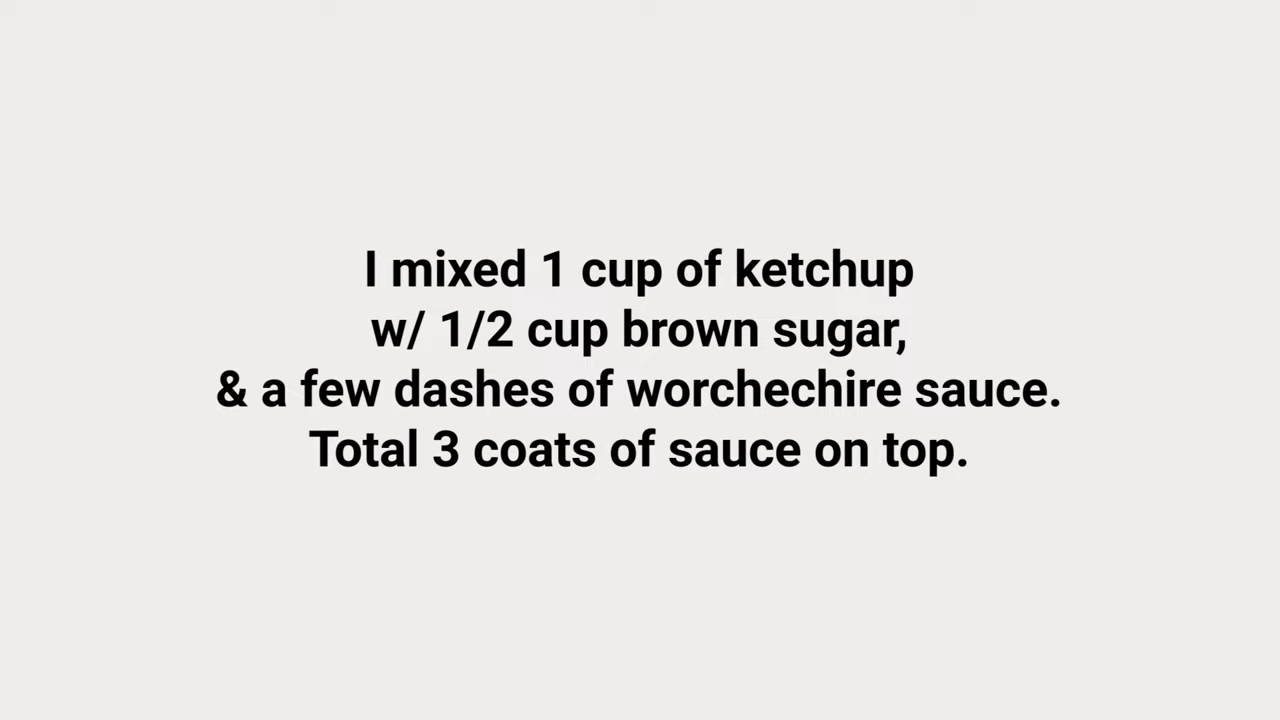 I mixed 1 cup of ketchup
w/ 1/2 cup brown sugar,
& a few dashes of worchechire sauce.
Total 3 coats of sauce on top.